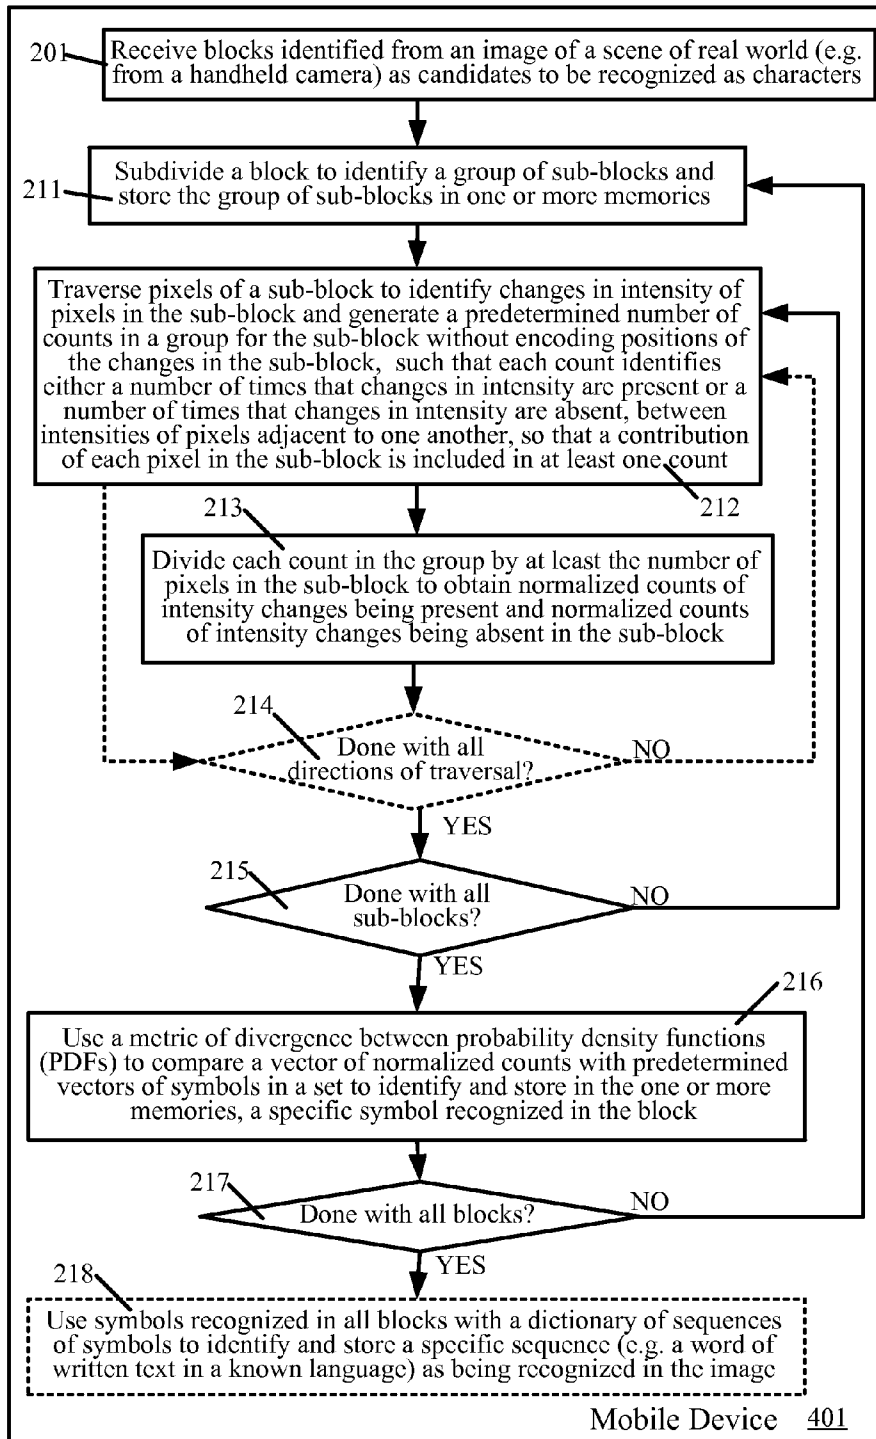 201
Receive blocks identified from an image of a scene of real world (e.g.
from a handheld camera) as candidates to be recognized as characters
Subdivide a block to identify a group of sub-blocks and
store the group of sub-blocks in one or more memories
211
Traverse pixels of a sub-block to identify changes in intensity of
pixels in the sub-block and generate a predetermined number of
counts in a group for the sub-block without encoding positions of
the changes in the sub-block, such that each count identifies
either a number of times that changes in intensity are present or a
number of times that changes in intensity are absent, between
intensities of pixels adjacent to one another, so that a contribution
of each pixel in the sub-block is included in at least one count
212
213
Divide each count in the group by at least the number of
pixels in the sub-block to obtain normalized counts of
intensity changes being present and normalized counts
of intensity changes being absent in the sub-block
214
Done with all
directions of traversal?
NO
YES
215
Done with all
sub-blocks?
NO
YES
216
Use a metric of divergence between probability density functions
(PDFs) to compare a vector of normalized counts with predetermined
vectors of symbols in a set to identify and store in the one or more
memories, a specific symbol recognized in the block
217
Done with all blocks?
NO
YES
218
Use symbols recognized in all blocks with a dictionary of sequences
of symbols to identify and store a specific sequence (e.g. a word of
written text in a known language) as being recognized in the image
Mobile Device 401